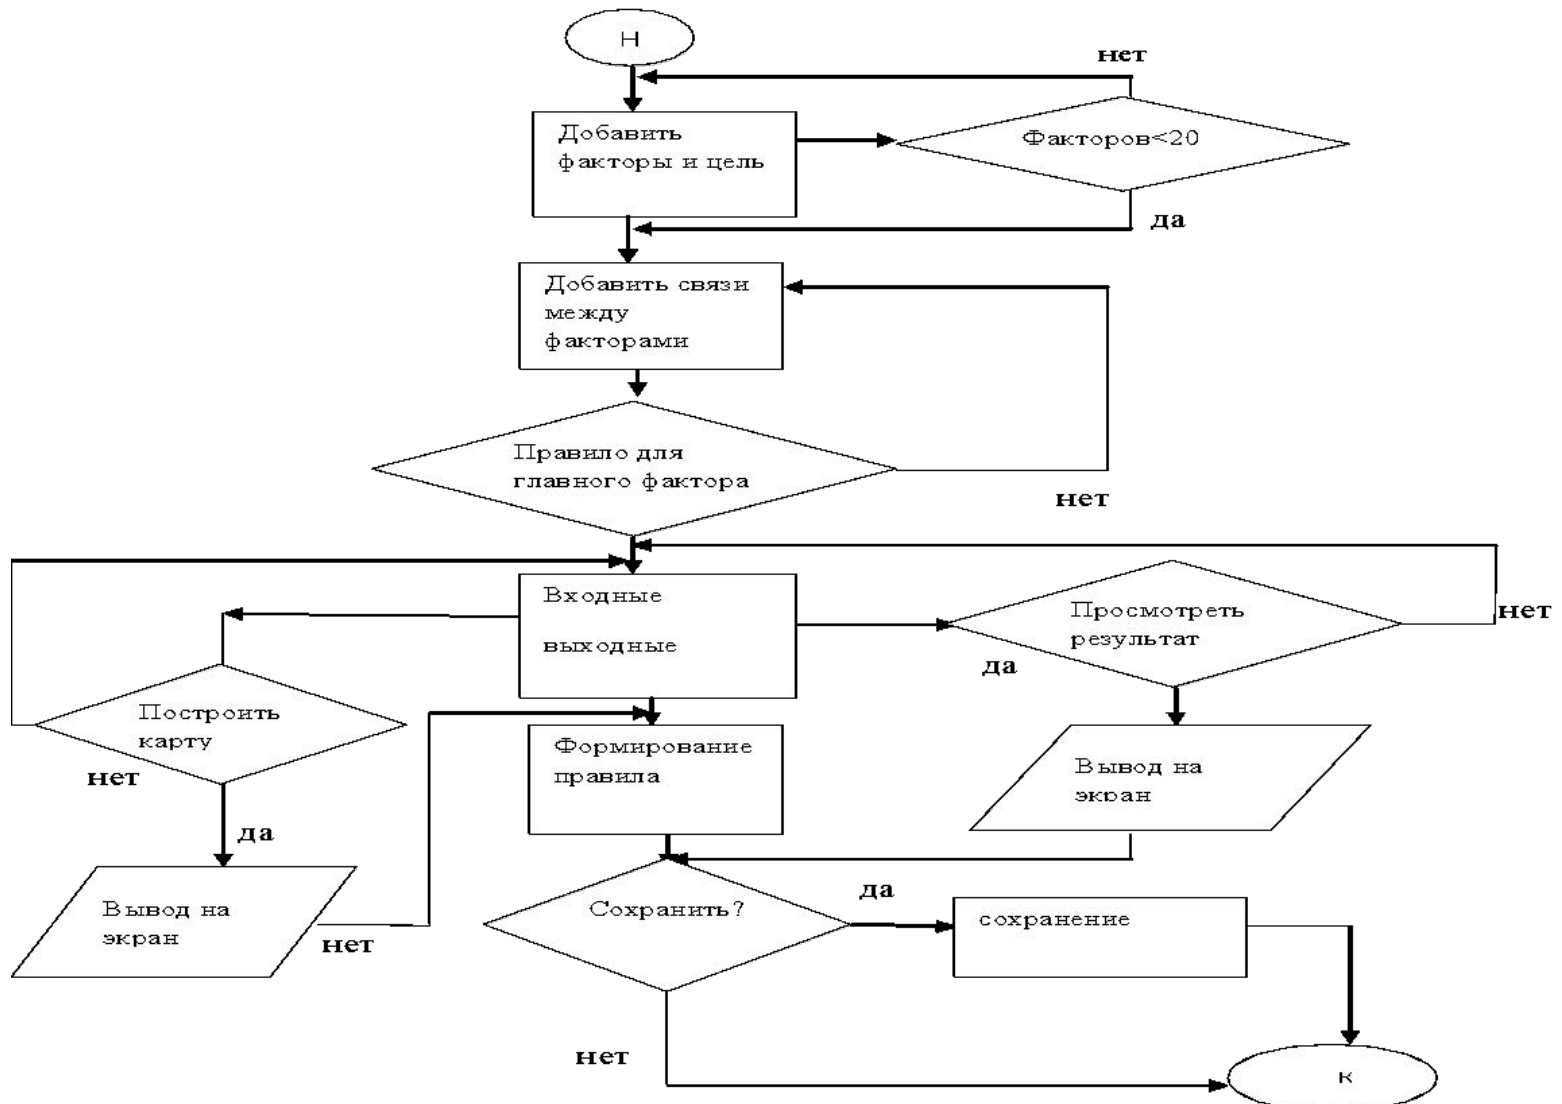 Н
нет
Добавить
факторы и цель
Факторов<20
да
Добавить связи
между
факторами
Правило для
главного фактора
нет
Входные
выходные
Просмотреть
результат
нет
да
Построить
карту
нет
да
Формирование
правила
Вывод на
экран
Вывод на
экран
нет
Сохранить?
да
сохранение
нет
к